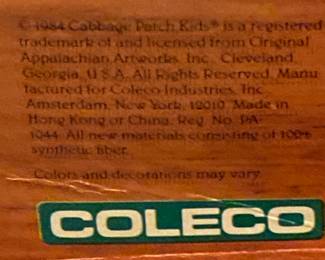 © 1984 Cabbage Patch Kids® is a registered
trademark of and licensed from Original
Appalachian Artworks, Inc., Cleveland,
Georgia, U.S.A. All Rights Reserved. Manu
factured for Coleco Industries, Inc.
Amsterdam, New York, 12010. Made in
Hong Kong or China. Reg. No. PA-
1944. All new materials consisting of 100%
synthetic fiber.
Colors and decorations may vary.
COLECO